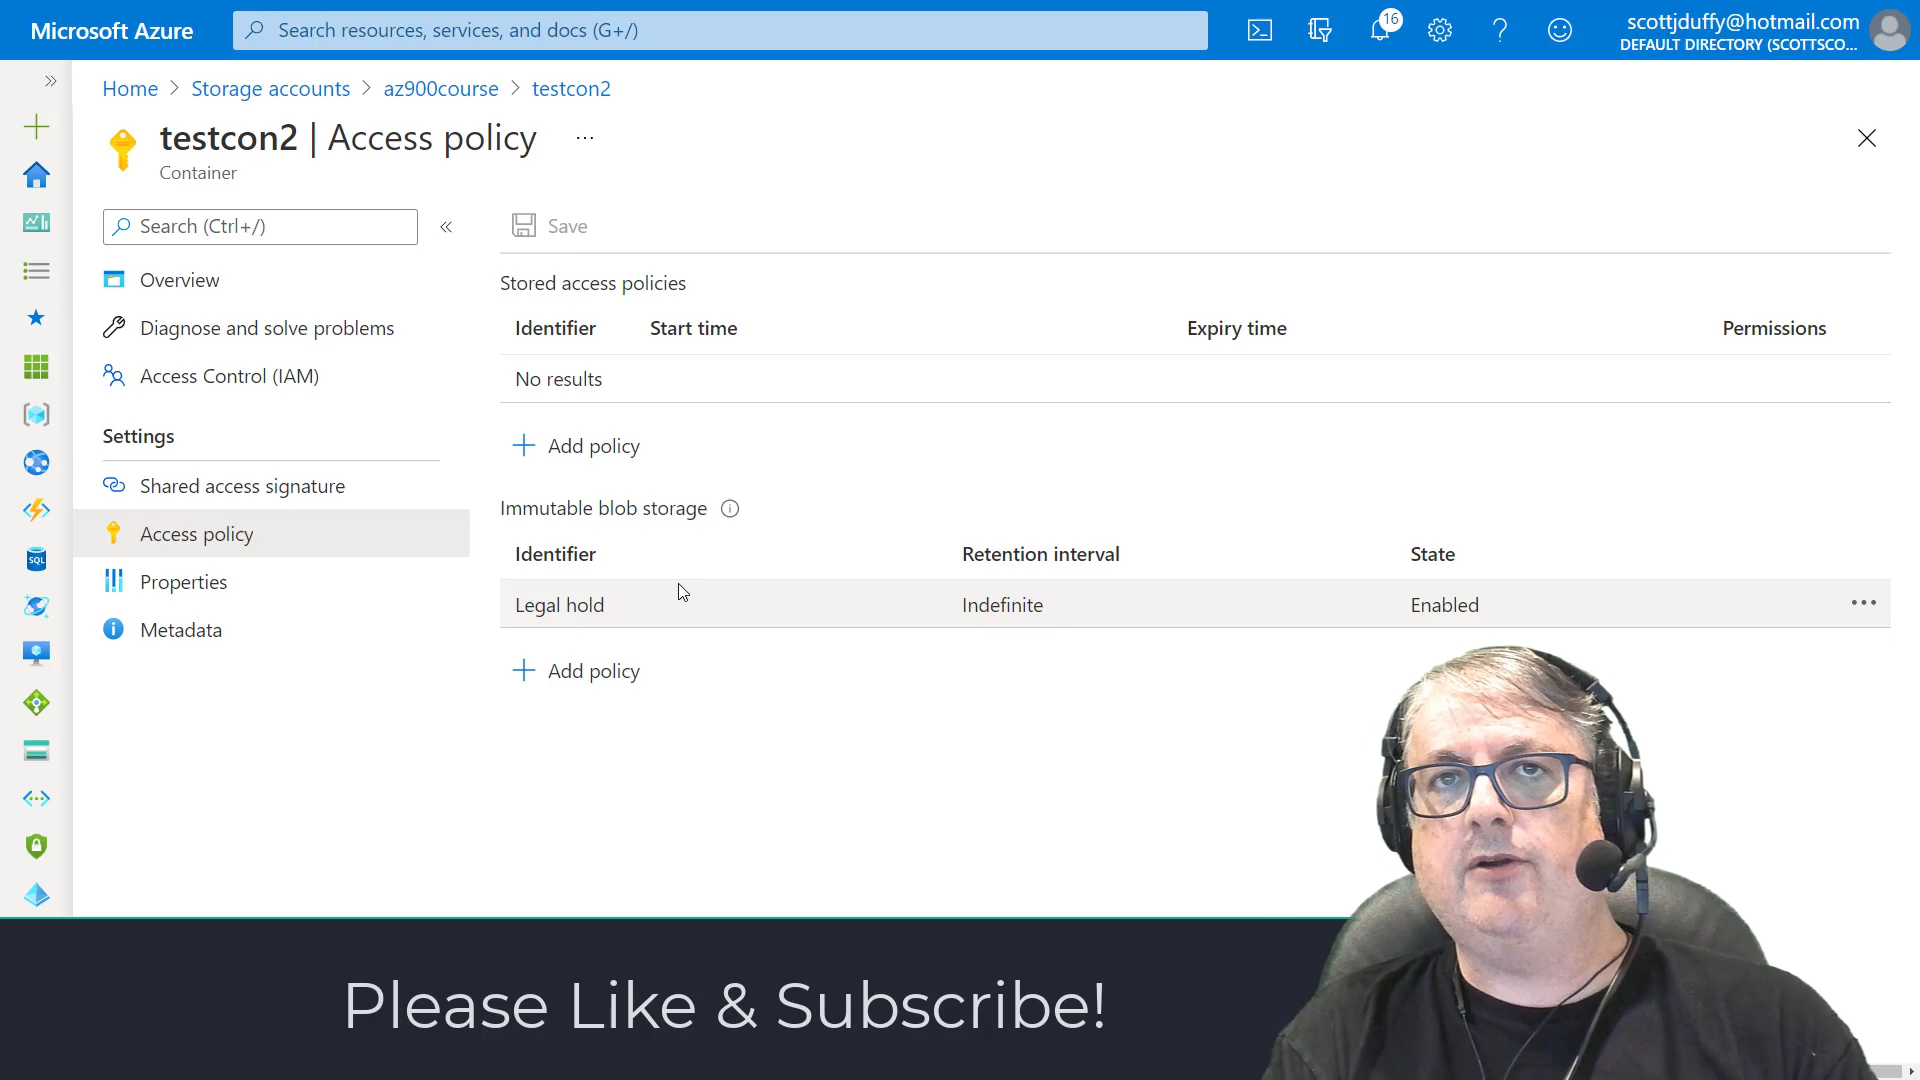 Microsoft Azure
Search resources, services, and docs (G+/)
16
scottjduffy@hotmail.com
DEFAULT DIRECTORY (SCOTTSCO...
Home > Storage accounts > az900course > testcon2
testcon2 | Access policy ...
Container
Search (Ctrl+/)
Save
Overview
Diagnose and solve problems
Access Control (IAM)
Settings
Shared access signature
Access policy
Properties
Metadata
Stored access policies
Identifier Start time Expiry time Permissions
No results
Add policy
Immutable blob storage
Identifier Retention interval State
Legal hold Indefinite Enabled
Add policy
SQL
Please Like & Subscribe!